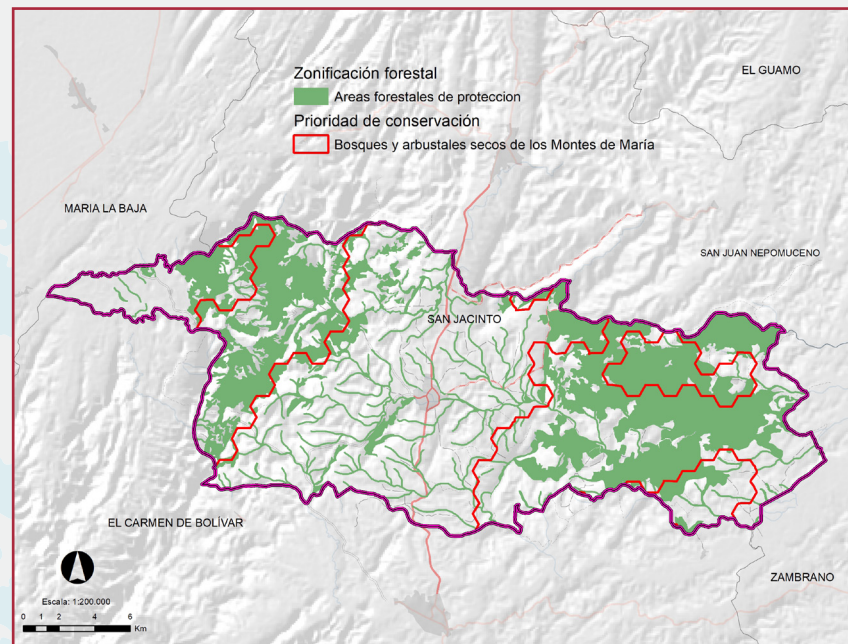 Zonificación forestal
Areas forestales de proteccion
Prioridad de conservación
Bosques y arbustales secos de los Montes de María
EL GUAMO
MARIA LA BAJA
SAN JUAN NEPOMUCENO
SAN JACINTO
EL CARMEN DE BOLÍVAR
ZAMBRANO
Escala: 1:200.000
0 1 2 4 6
Km